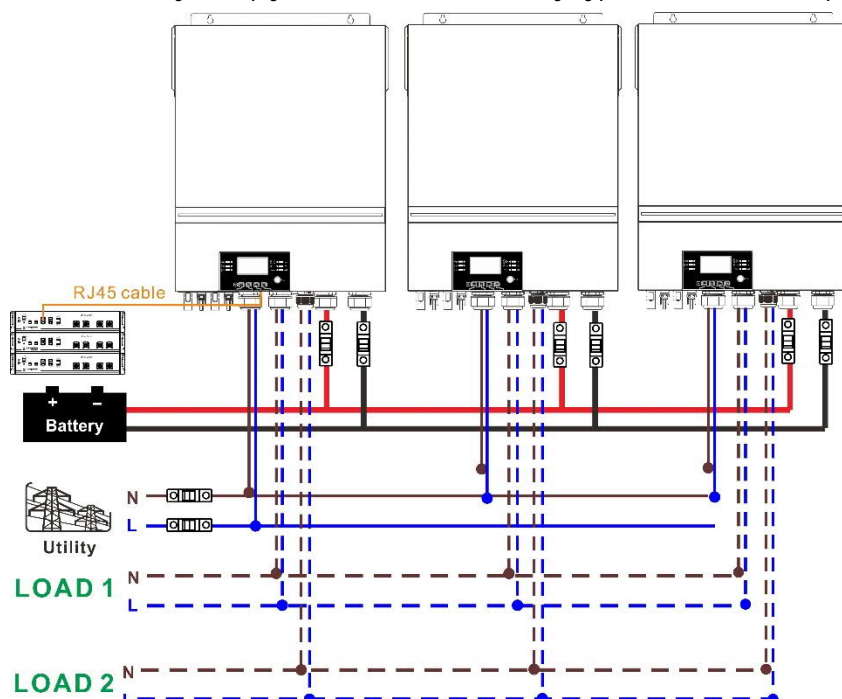 RJ45 cable
+ –
Battery
N
L
Utility
LOAD 1
N
L
LOAD 2
N